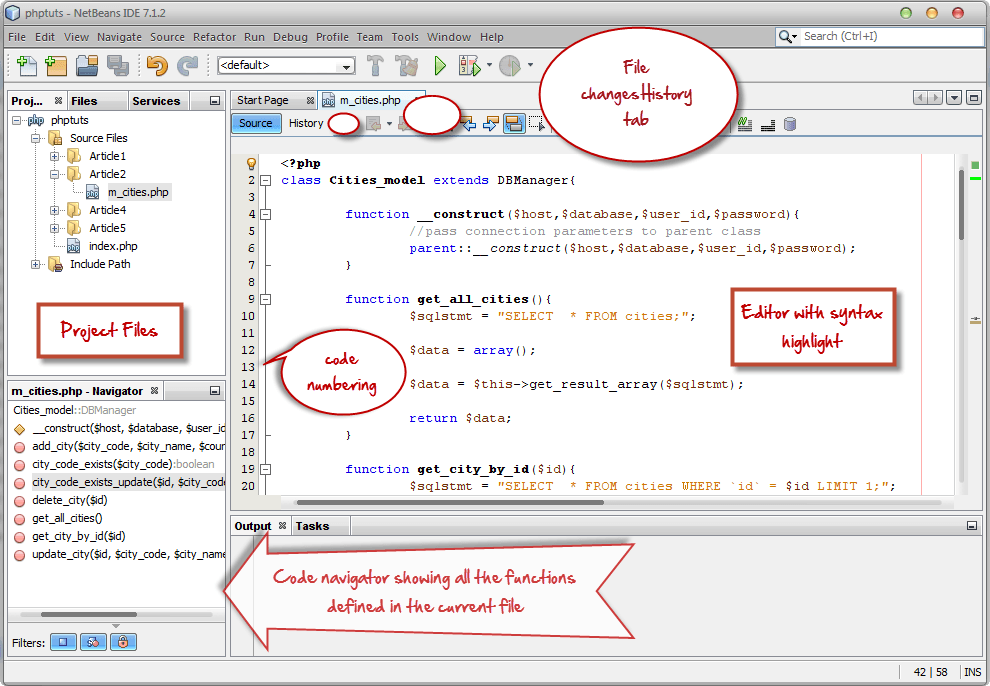 phptuts - NetBeans IDE 7.1.2
File Edit View Navigate Source Refactor Run Debug Profile Team Tools Window Help
Search (Ctrl+I)
<default>
Proj... Files Services
phptuts
Source Files
Article1
Article2
m_cities.php
Article4
Article5
index.php
Include Path
Project Files
m_cities.php - Navigator
Cities_model::DBManager
__construct($host, $database, $user_id
add_city($city_code, $city_name, $cour
city_code_exists($city_code):boolean
city_code_exists_update($id, $city_code
delete_city($id)
get_all_cities()
get_city_by_id($id)
update_city($id, $city_code, $city_name
Filters:
Start Page m_cities.php
Source History
File
changesHistory
tab
<?php
2 class Cities_model extends DBManager{
3
4 function __construct($host,$database,$user_id,$password){
5 //pass connection parameters to parent class
6 parent::__construct($host,$database,$user_id,$password);
7 }
8
9 function get_all_cities(){
10 $sqlstmt = "SELECT * FROM cities;";
11
12 $data = array();
13
14 $data = $this->get_result_array($sqlstmt);
15
16 return $data;
17 }
18
19 function get_city_by_id($id){
20 $sqlstmt = "SELECT * FROM cities WHERE `id` = $id LIMIT 1;";
code
numbering
Editor with syntax
highlight
Output Tasks
Code navigator showing all the functions
defined in the current file
42 | 58 INS